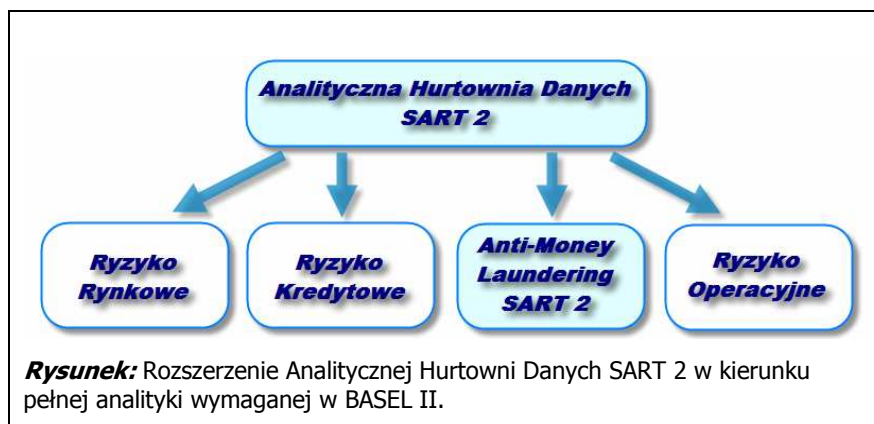 Analityczna Hurtownia Danych
SART 2
Ryzyko
Rynkowe
Ryzyko
Kredytowe
Anti-Money
Laundering
SART 2
Ryzyko
Operacyjne
Rysunek: Rozszerzenie Analitycznej Hurtowni Danych SART 2 w kierunku
pełnej analityki wymaganej w BASEL II.